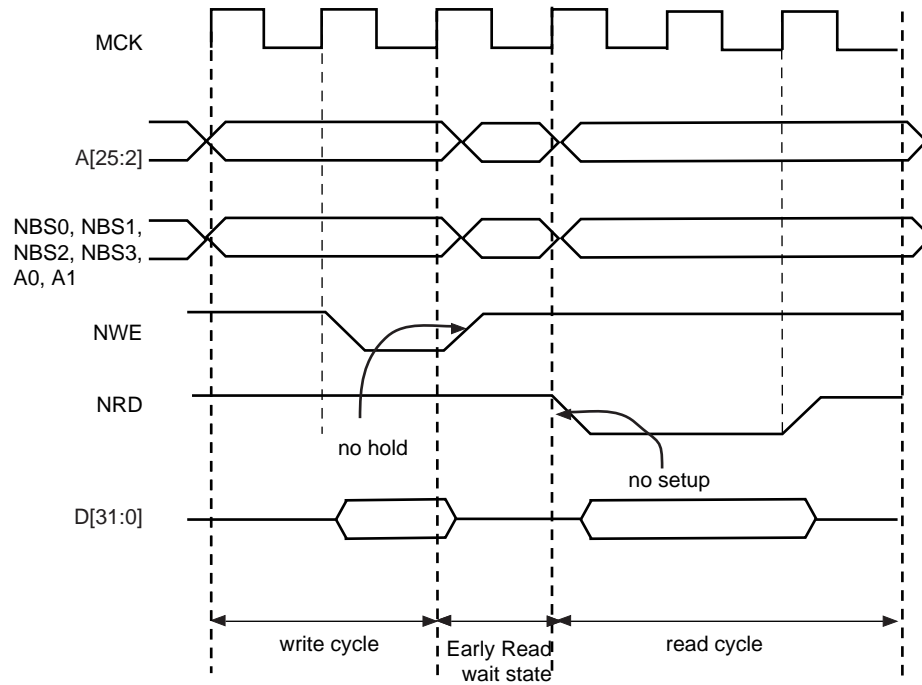 MCK
A[25:2]
NBS0, NBS1,
NBS2, NBS3,
A0, A1
NWE
NRD
no hold
no setup
D[31:0]
write cycle
Early Read
wait state
read cycle